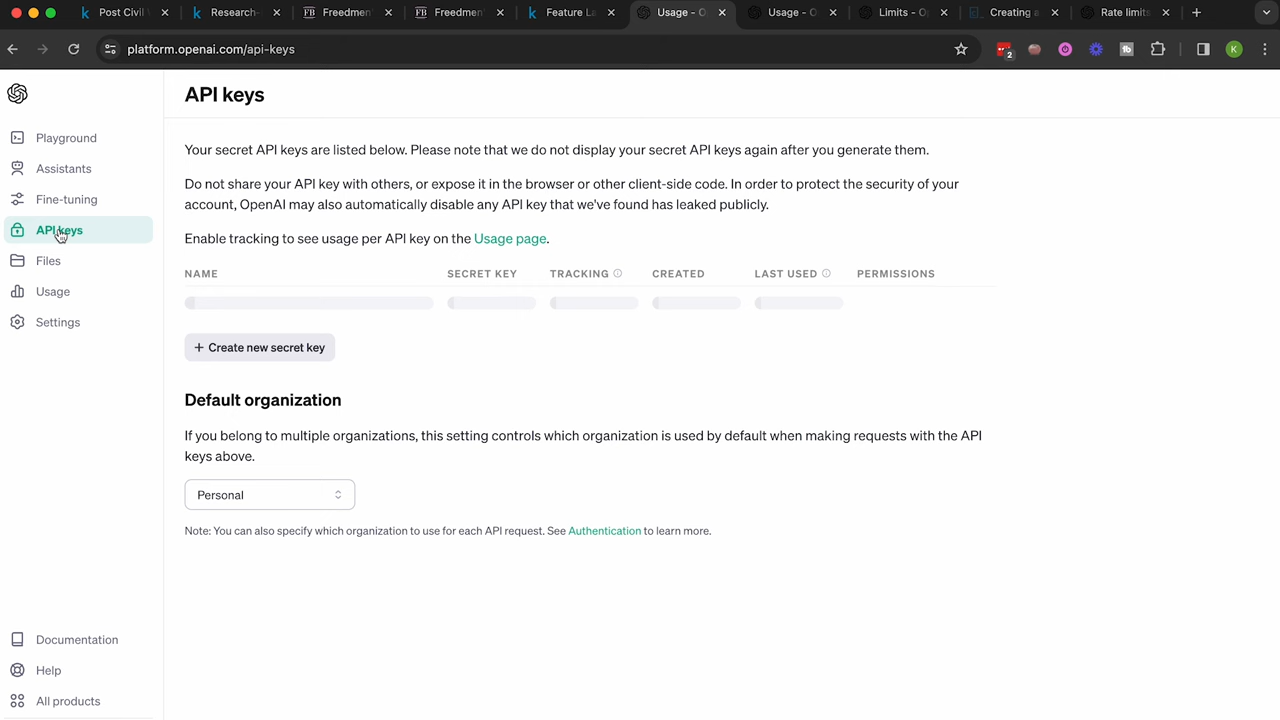 Post Civil
Research-
Freedmen'
Freedmen'
Feature La
Usage - O
Usage - O
Limits - O
Creating a
Rate limits
platform.openai.com/api-keys
2
K
API keys
Playground
Assistants
Fine-tuning
API keys
Files
Usage
Settings
Your secret API keys are listed below. Please note that we do not display your secret API keys again after you generate them.
Do not share your API key with others, or expose it in the browser or other client-side code. In order to protect the security of your
account, OpenAI may also automatically disable any API key that we've found has leaked publicly.
Enable tracking to see usage per API key on the Usage page.
NAME SECRET KEY TRACKING CREATED LAST USED PERMISSIONS
+ Create new secret key
Default organization
If you belong to multiple organizations, this setting controls which organization is used by default when making requests with the API
keys above.
Personal
Note: You can also specify which organization to use for each API request. See Authentication to learn more.
Documentation
Help
All products